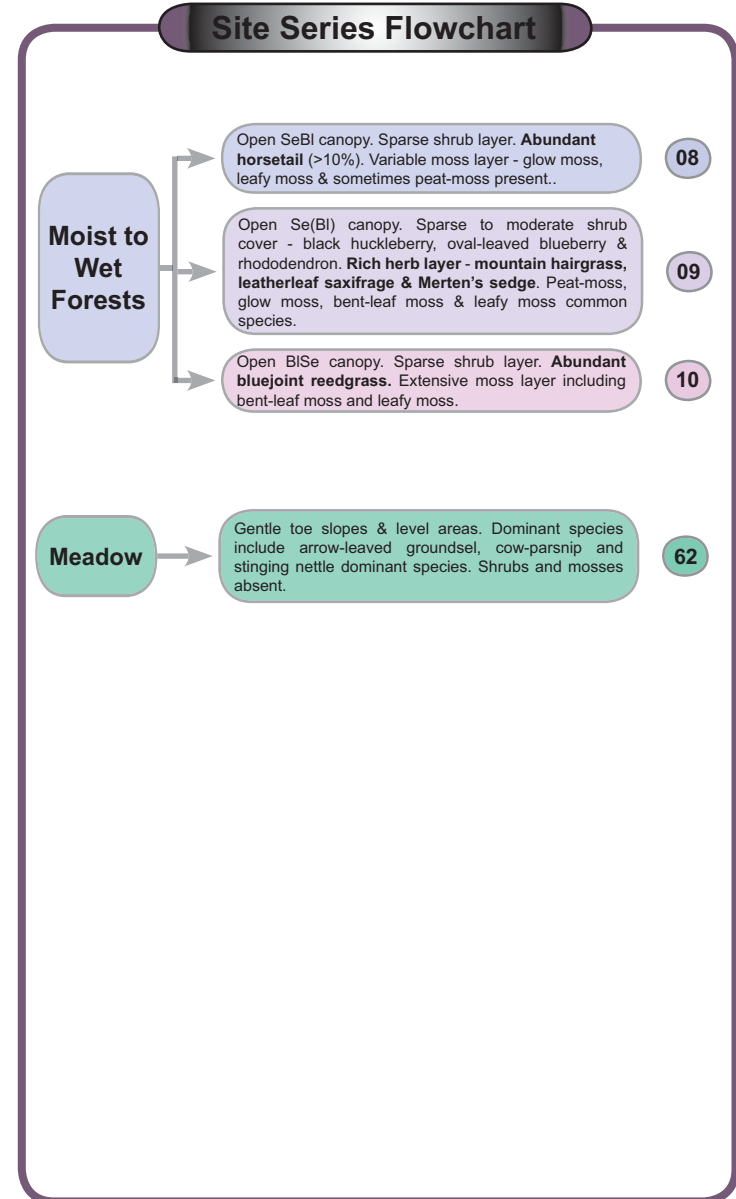 Site Series Flowchart
Moist to
Wet
Forests
Open SeBl canopy. Sparse shrub layer. Abundant
horsetail (>10%). Variable moss layer - glow moss,
leafy moss & sometimes peat-moss present..
08
Open Se(Bl) canopy. Sparse to moderate shrub
cover - black huckleberry, oval-leaved blueberry &
rhododendron. Rich herb layer - mountain hairgrass,
leatherleaf saxifrage & Merten's sedge. Peat-moss,
glow moss, bent-leaf moss & leafy moss common
species.
09
Open BlSe canopy. Sparse shrub layer. Abundant
bluejoint reedgrass. Extensive moss layer including
bent-leaf moss and leafy moss.
10
Meadow
Gentle toe slopes & level areas. Dominant species
include arrow-leaved groundsel, cow-parsnip and
stinging nettle dominant species. Shrubs and mosses
absent.
62